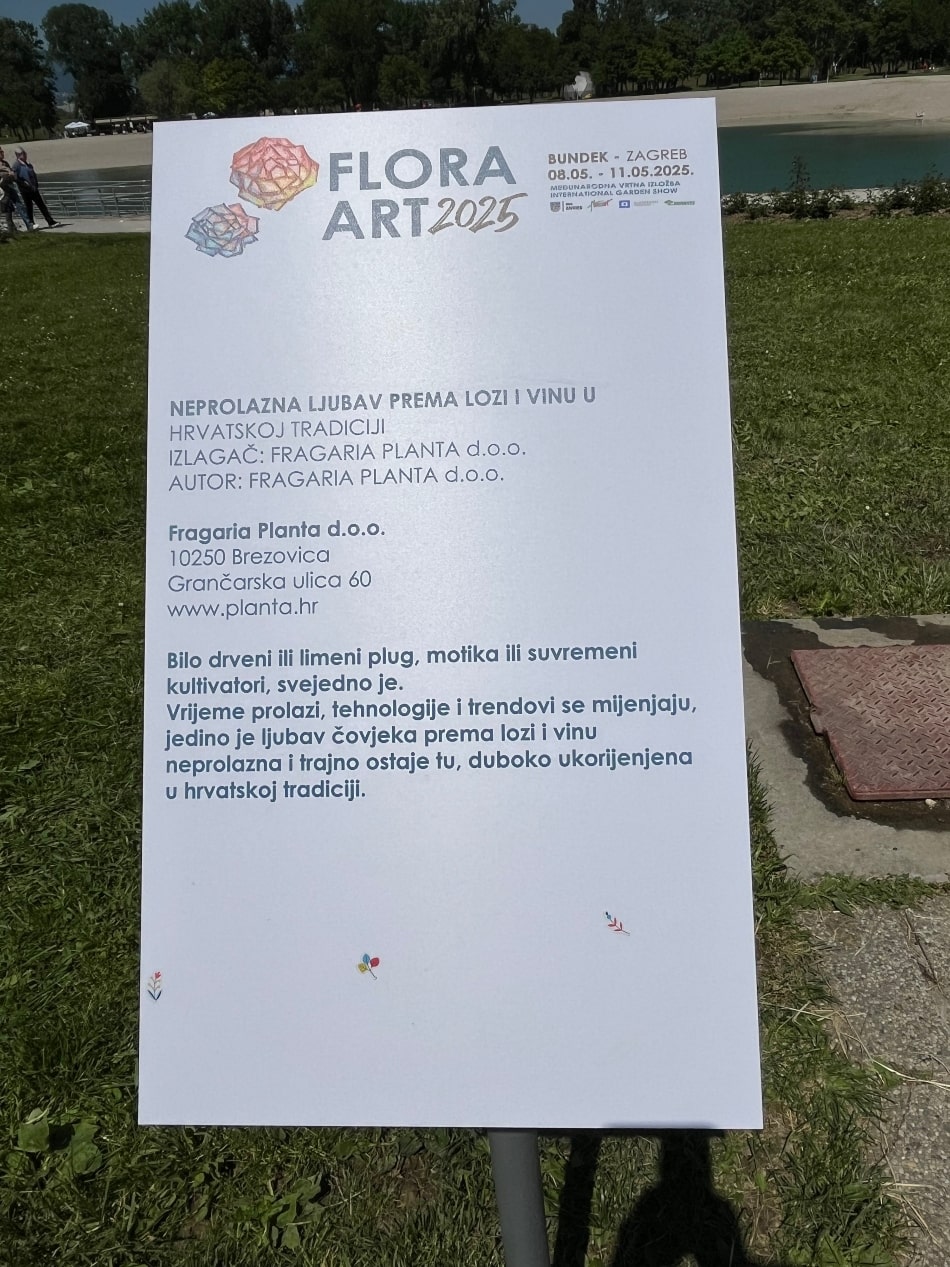 FLORA
ART 2025
BUNDEK - ZAGREB
08.05. - 11.05.2025.
MEĐUNARODNA VRTNA IZLOŽBA
INTERNATIONAL GARDEN SHOW
NEPROLAZNA LJUBAV PREMA LOZI I VINU U
HRVATSKOJ TRADICIJI
IZLAGAČ: FRAGARIA PLANTA d.o.o.
AUTOR: FRAGARIA PLANTA d.o.o.
Fragaria Planta d.o.o.
10250 Brezovica
Grančarska ulica 60
www.planta.hr
Bilo drveni ili limeni plug, motika ili suvremeni
kultivatori, svejedno je.
Vrijeme prolazi, tehnologije i trendovi se mijenjaju,
jedino je ljubav čovjeka prema lozi i vinu
neprolazna i trajno ostaje tu, duboko ukorijenjena
u hrvatskoj tradiciji.